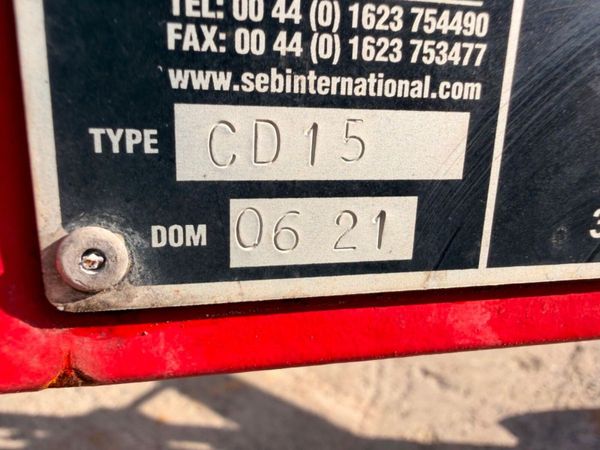 TEL: 00 44 (0) 1623 754490
FAX: 00 44 (0) 1623 753477
www.sebinternational.com
TYPE CD15
DOM 06 21
3